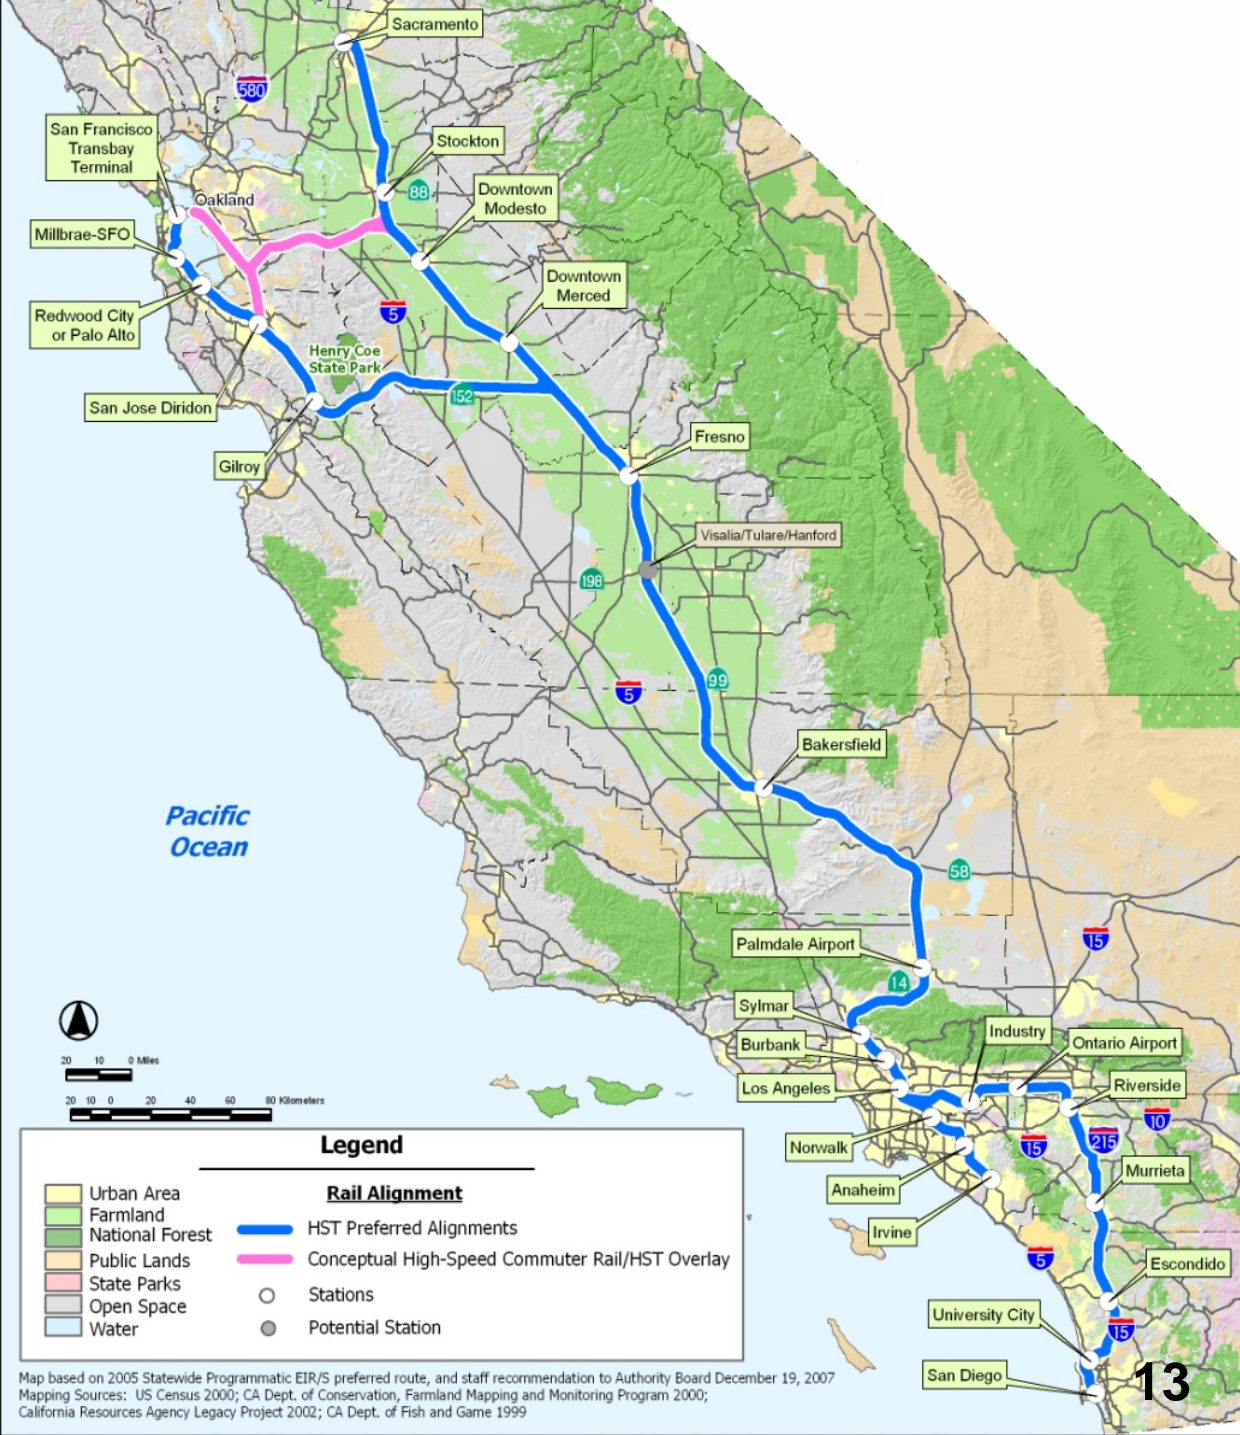 Sacramento
580
San Francisco
Transbay
Terminal
Stockton
88
Oakland
Downtown
Modesto
Millbrae-SFO
Downtown
Merced
Redwood City
or Palo Alto
5
Henry Coe
State Park
152
San Jose Diridon
Fresno
Gilroy
Visalia/Tulare/Hanford
198
99
5
Bakersfield
Pacific
Ocean
58
Palmdale Airport
15
14
Sylmar
Industry
Burbank
Ontario Airport
Los Angeles
Riverside
10
Norwalk
15
215
Murrieta
Anaheim
Irvine
5
Escondido
University City
15
San Diego
13
20 10 0 Miles
20 10 0 20 40 60 80 Kilometers
Legend
Urban Area
Farmland
National Forest
Public Lands
State Parks
Open Space
Water
Rail Alignment
HST Preferred Alignments
Conceptual High-Speed Commuter Rail/HST Overlay
Stations
Potential Station
Map based on 2005 Statewide Programmatic EIR/S preferred route, and staff recommendation to Authority Board December 19, 2007
Mapping Sources: US Census 2000; CA Dept. of Conservation, Farmland Mapping and Monitoring Program 2000;
California Resources Agency Legacy Project 2002; CA Dept. of Fish and Game 1999